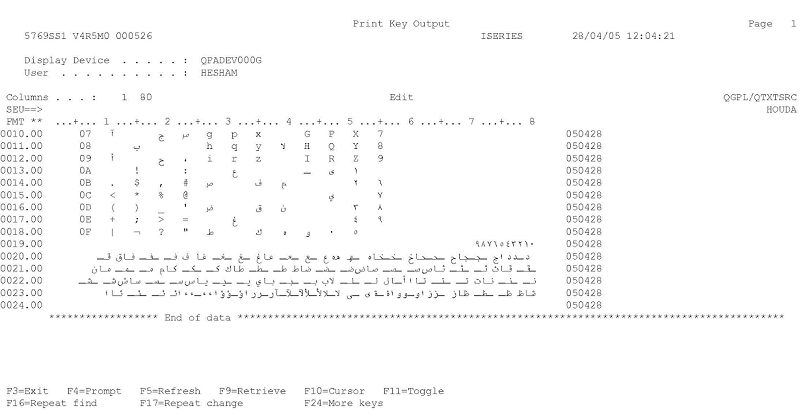 Print Key Output Page 1
5769SS1 V4R5M0 000526 ISERIES 28/04/05 12:04:21
Display Device . . . . . : QPADEV000G
User . . . . . . . . . . : HESHAM
Columns . . . : 1 80 Edit QGPL/QTXTSRC
SEU==> HOUDA
FMT ** ...+... 1 ...+... 2 ...+... 3 ...+... 4 ...+... 5 ...+... 6 ...+... 7 ...+... 8
0010.00 07 آ ج ص g p x G P X 7 050428
0011.00 08 ب h q y لا H Q Y 8 050428
0012.00 09 أ ح ، i r z I R Z 9 050428
0013.00 0A ! : ع ـ ى ١ 050428
0014.00 0B . $ , # ص ف م ٢ ٦ 050428
0015.00 0C < * % @ ي ٧ 050428
0016.00 0D ( ) _ ' ض ق ن ٣ ٨ 050428
0017.00 0E + ; > = غ ٤ ٩ 050428
0018.00 0F | ¬ ? " ط ك ه و ٠ ٥ 050428
0019.00 050428
0020.00 050428
0021.00 050428
0022.00 050428
0023.00 050428
0024.00 050428
****************** End of data *******************************************************************************************
F3=Exit F4=Prompt F5=Refresh F9=Retrieve F10=Cursor F11=Toggle
F16=Repeat find F17=Repeat change F24=More keys